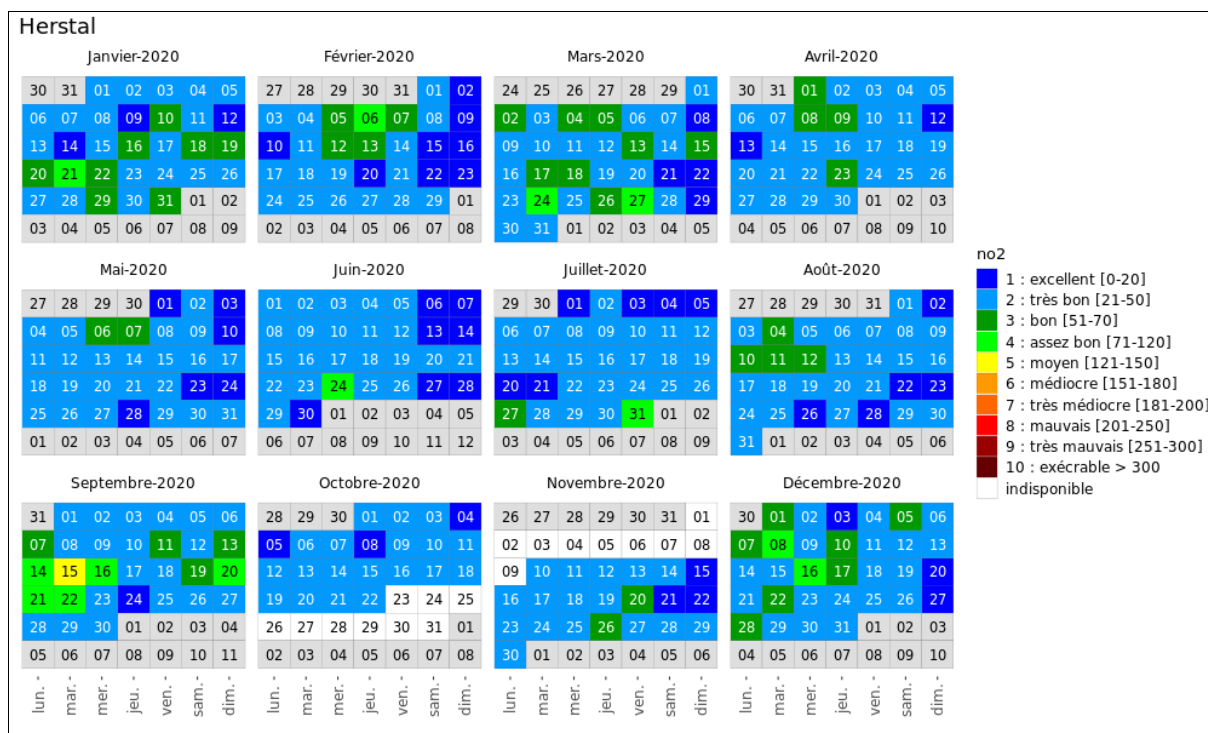 Herstal
Janvier-2020
30 31 01 02 03 04 05
06 07 08 09 10 11 12
13 14 15 16 17 18 19
20 21 22 23 24 25 26
27 28 29 30 31 01 02
03 04 05 06 07 08 09
Février-2020
27 28 29 30 31 01 02
03 04 05 06 07 08 09
10 11 12 13 14 15 16
17 18 19 20 21 22 23
24 25 26 27 28 29 01
02 03 04 05 06 07 08
Mars-2020
24 25 26 27 28 29 01
02 03 04 05 06 07 08
09 10 11 12 13 14 15
16 17 18 19 20 21 22
23 24 25 26 27 28 29
30 31 01 02 03 04 05
Avril-2020
30 31 01 02 03 04 05
06 07 08 09 10 11 12
13 14 15 16 17 18 19
20 21 22 23 24 25 26
27 28 29 30 01 02 03
04 05 06 07 08 09 10
Mai-2020
27 28 29 30 01 02 03
04 05 06 07 08 09 10
11 12 13 14 15 16 17
18 19 20 21 22 23 24
25 26 27 28 29 30 31
01 02 03 04 05 06 07
Juin-2020
01 02 03 04 05 06 07
08 09 10 11 12 13 14
15 16 17 18 19 20 21
22 23 24 25 26 27 28
29 30 01 02 03 04 05
06 07 08 09 10 11 12
Juillet-2020
29 30 01 02 03 04 05
06 07 08 09 10 11 12
13 14 15 16 17 18 19
20 21 22 23 24 25 26
27 28 29 30 31 01 02
03 04 05 06 07 08 09
Août-2020
27 28 29 30 31 01 02
03 04 05 06 07 08 09
10 11 12 13 14 15 16
17 18 19 20 21 22 23
24 25 26 27 28 29 30
31 01 02 03 04 05 06
Septembre-2020
31 01 02 03 04 05 06
07 08 09 10 11 12 13
14 15 16 17 18 19 20
21 22 23 24 25 26 27
28 29 30 01 02 03 04
05 06 07 08 09 10 11
lun. - mar. - mer. - jeu. - ven. - sam. - dim. -
Octobre-2020
28 29 30 01 02 03 04
05 06 07 08 09 10 11
12 13 14 15 16 17 18
19 20 21 22 23 24 25
26 27 28 29 30 31 01
02 03 04 05 06 07 08
lun. - mar. - mer. - jeu. - ven. - sam. - dim. -
Novembre-2020
26 27 28 29 30 31 01
02 03 04 05 06 07 08
09 10 11 12 13 14 15
16 17 18 19 20 21 22
23 24 25 26 27 28 29
30 01 02 03 04 05 06
lun. - mar. - mer. - jeu. - ven. - sam. - dim. -
Décembre-2020
30 01 02 03 04 05 06
07 08 09 10 11 12 13
14 15 16 17 18 19 20
21 22 23 24 25 26 27
28 29 30 31 01 02 03
04 05 06 07 08 09 10
lun. - mar. - mer. - jeu. - ven. - sam. - dim. -
no2
1 : excellent [0-20]
2 : très bon [21-50]
3 : bon [51-70]
4 : assez bon [71-120]
5 : moyen [121-150]
6 : médiocre [151-180]
7 : très médiocre [181-200]
8 : mauvais [201-250]
9 : très mauvais [251-300]
10 : exécrable > 300
indisponible